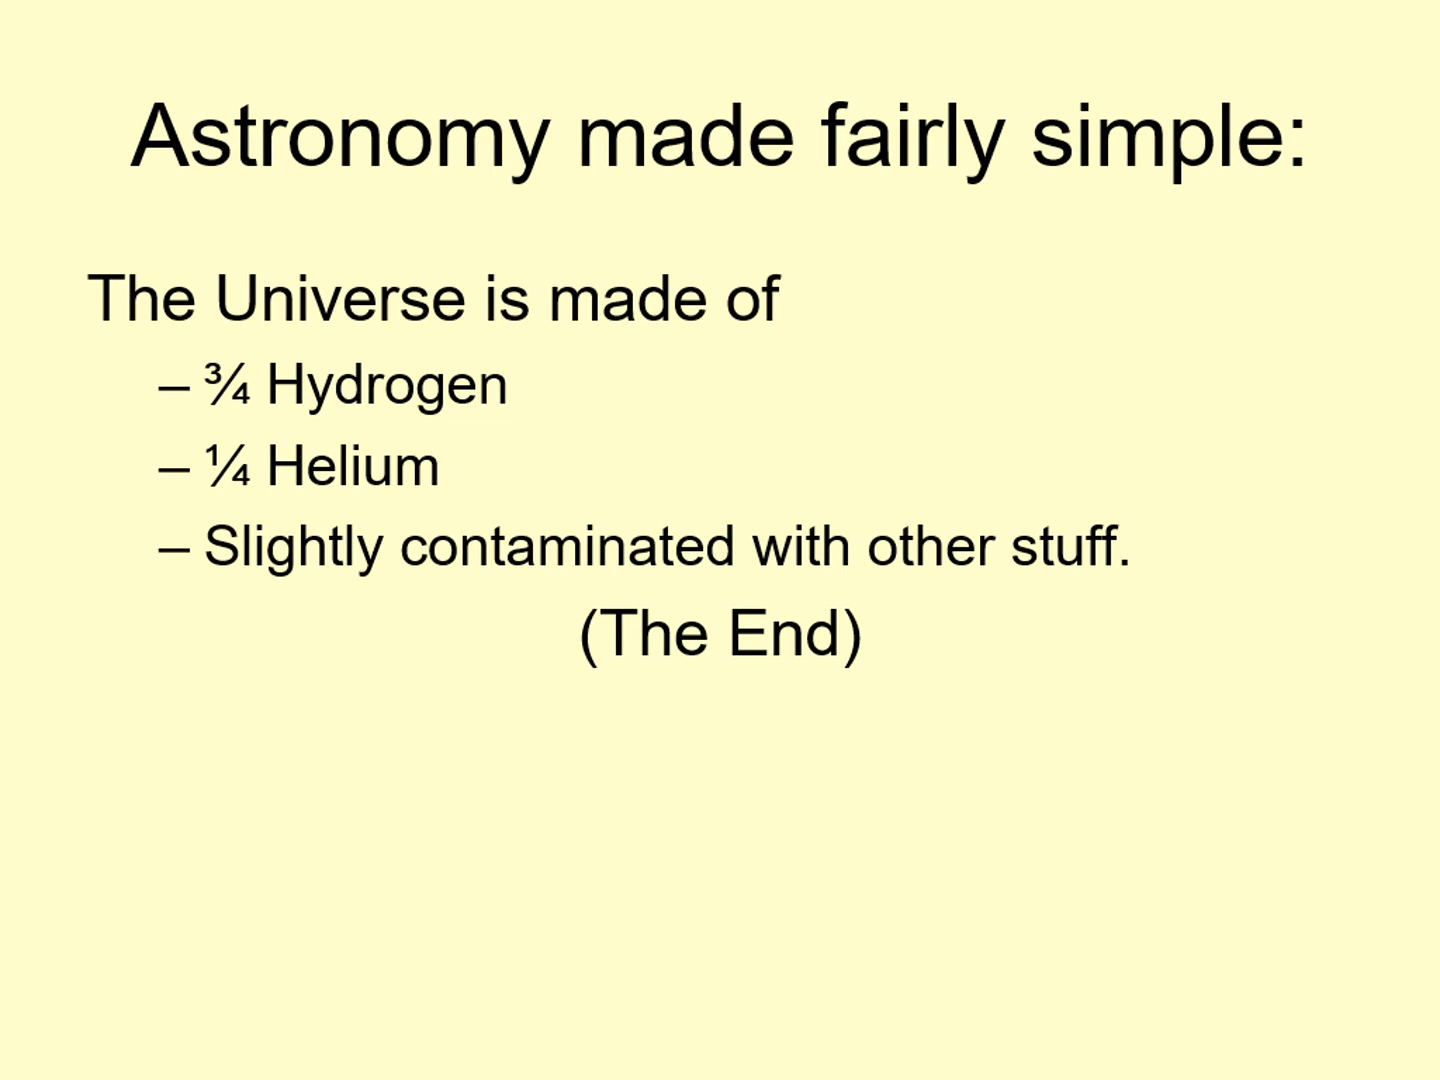 Astronomy made fairly simple:
The Universe is made of
– ¾ Hydrogen
– ¼ Helium
– Slightly contaminated with other stuff.
(The End)